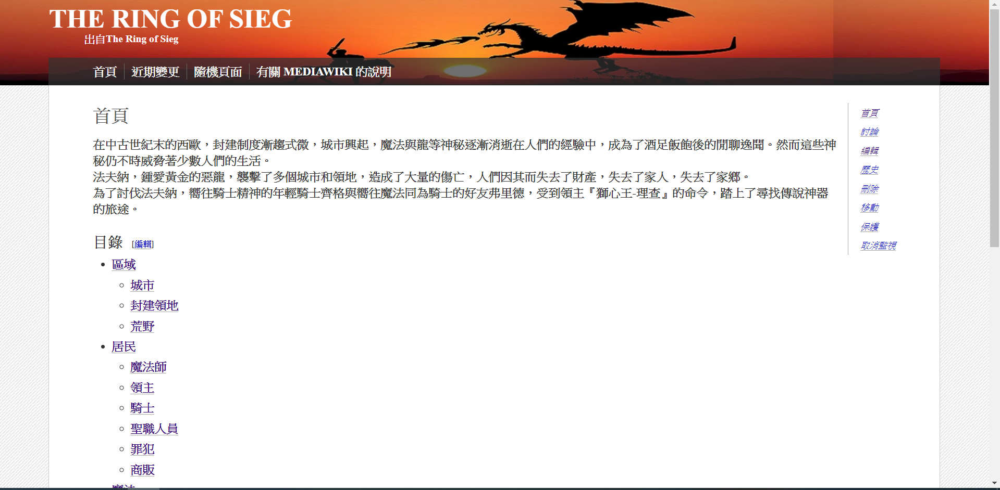 THE RING OF SIEG
出自The Ring of Sieg
首頁 近期變更 隨機頁面 有關 MEDIAWIKI 的說明
首頁
在中古世紀末的西歐，封建制度漸趨式微，城市興起，魔法與龍等神秘逐漸消逝在人們的經驗中，成為了酒足飯飽後的閒聊逸聞。然而這些神
秘仍不時威脅著少數人們的生活。
法夫納，鍾愛黃金的惡龍，襲擊了多個城市和領地，造成了大量的傷亡，人們因其而失去了財產，失去了家人，失去了家鄉。
為了討伐法夫納，嚮往騎士精神的年輕騎士齊格與嚮往魔法同為騎士的好友弗里德，受到領主『獅心王-理查』的命令，踏上了尋找傳說神器
的旅途。
目錄 [編輯]
區域
城市
封建領地
荒野
居民
魔法師
領主
騎士
聖職人員
罪犯
商販
魔法
首頁
討論
編輯
歷史
刪除
移動
保護
取消監視